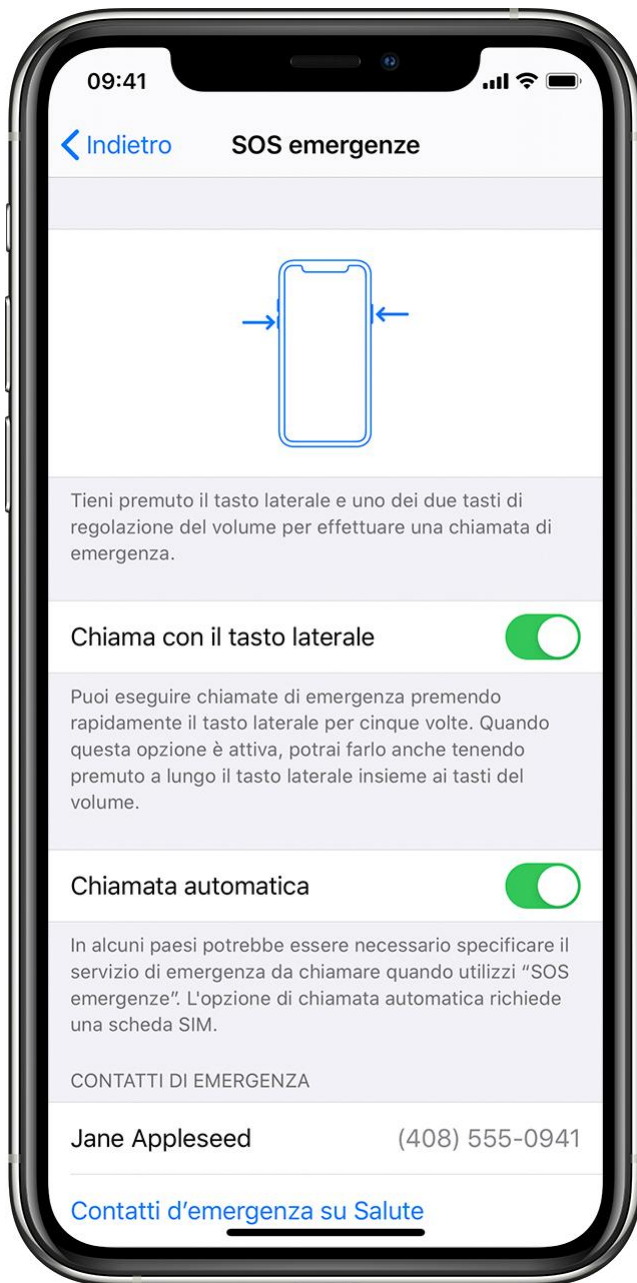 09:41
Indietro SOS emergenze
Tieni premuto il tasto laterale e uno dei due tasti di
regolazione del volume per effettuare una chiamata di
emergenza.
Chiama con il tasto laterale
Puoi eseguire chiamate di emergenza premendo
rapidamente il tasto laterale per cinque volte. Quando
questa opzione è attiva, potrai farlo anche tenendo
premuto a lungo il tasto laterale insieme ai tasti del
volume.
Chiamata automatica
In alcuni paesi potrebbe essere necessario specificare il
servizio di emergenza da chiamare quando utilizzi “SOS
emergenze”. L'opzione di chiamata automatica richiede
una scheda SIM.
CONTATTI DI EMERGENZA
Jane Appleseed (408) 555-0941
Contatti d’emergenza su Salute